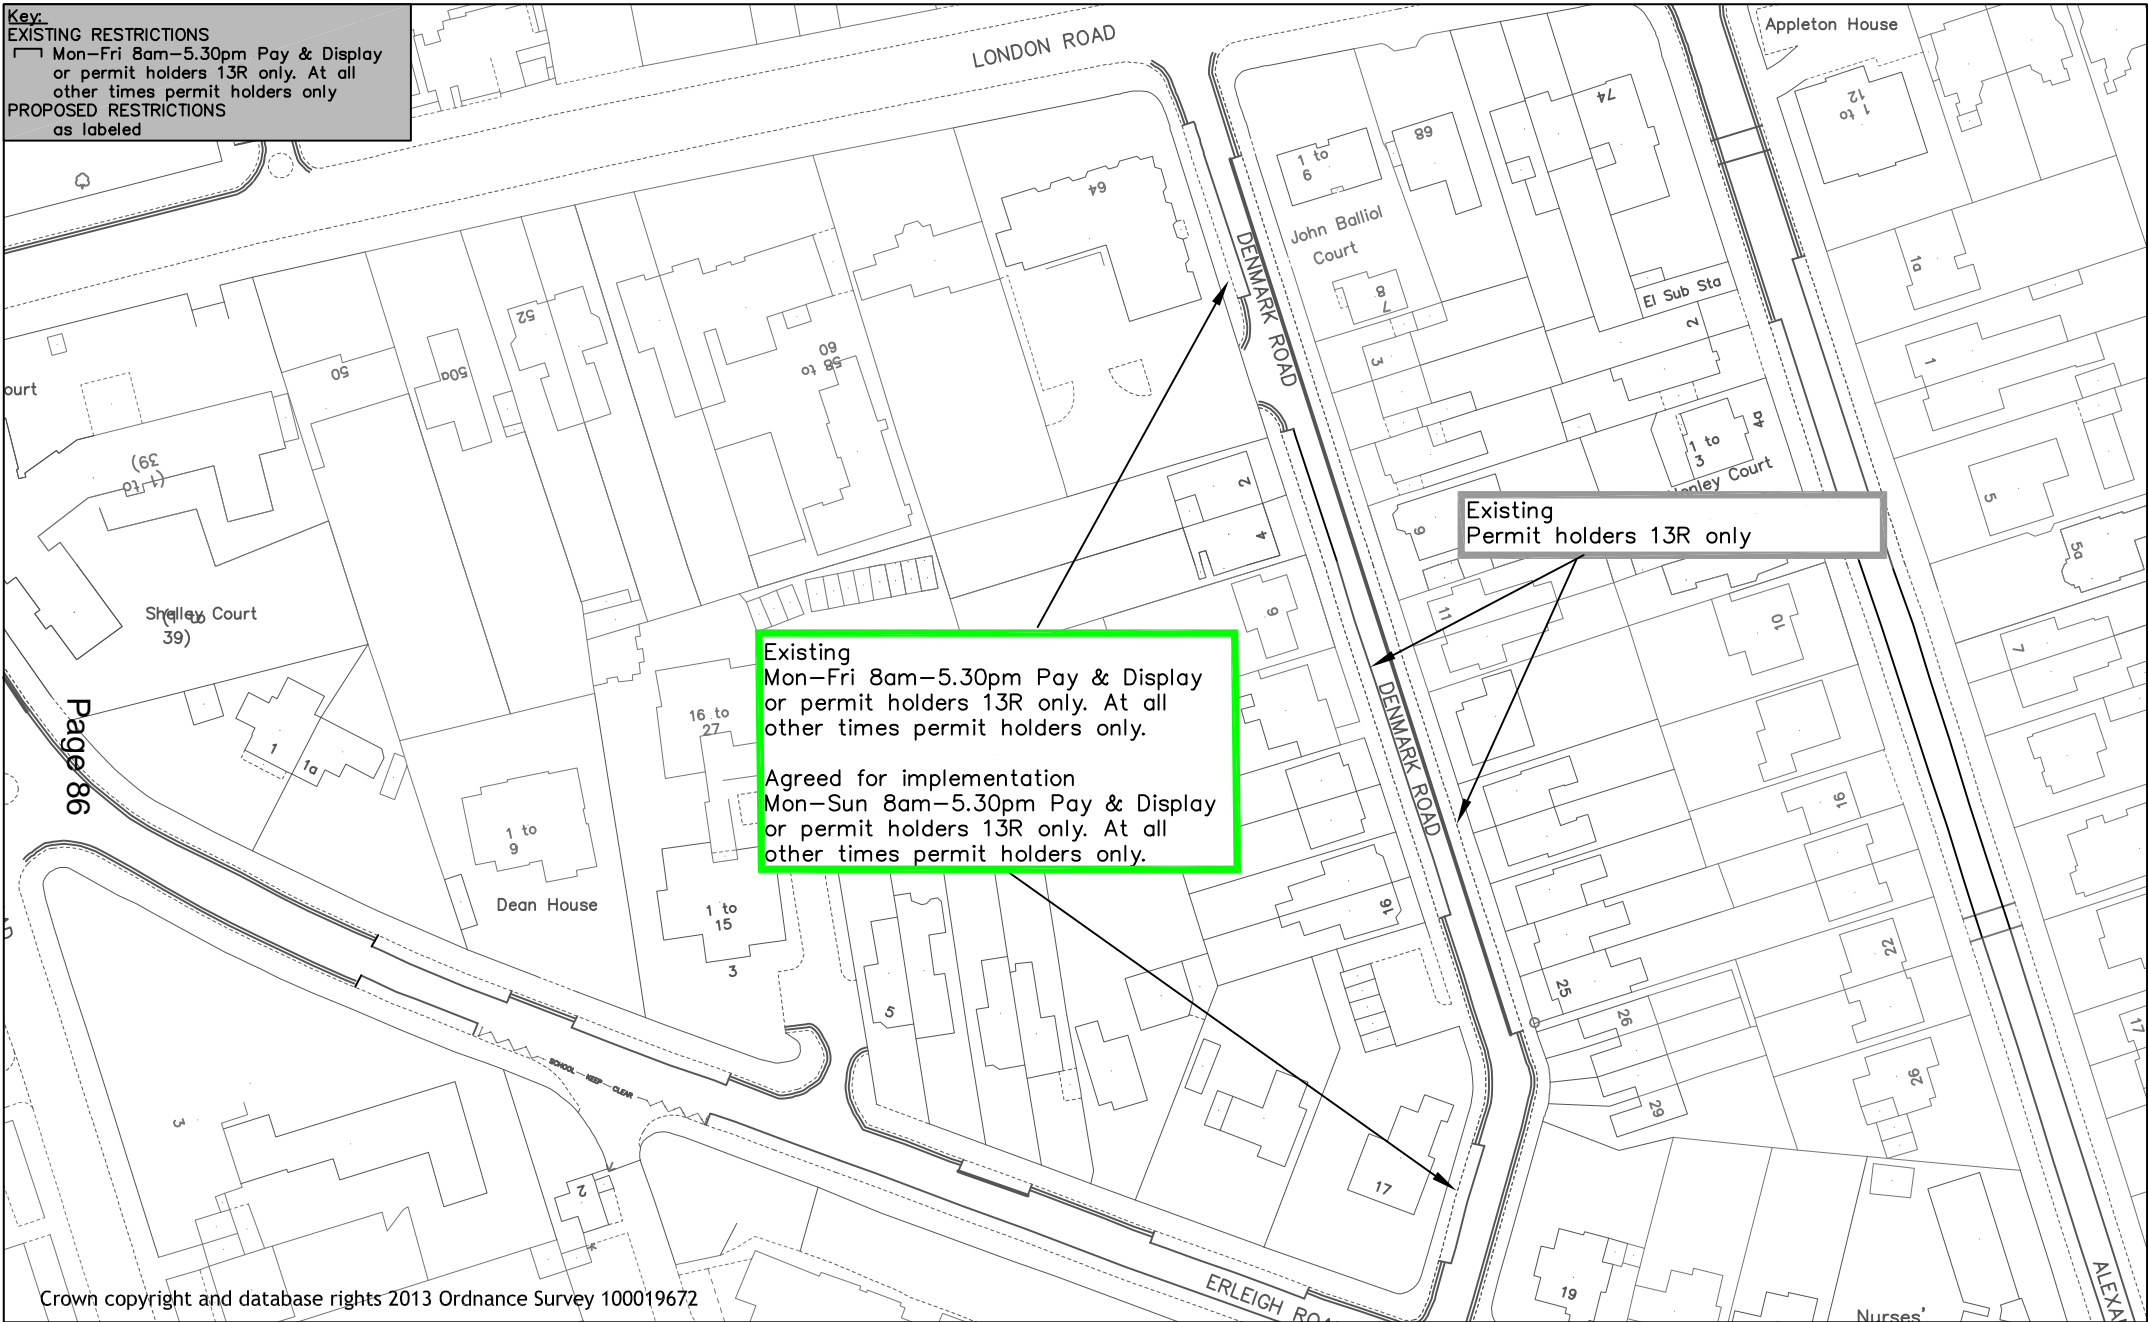 Key:
EXISTING RESTRICTIONS
Mon-Fri 8am-5.30pm Pay & Display
or permit holders 13R only. At all
other times permit holders only
PROPOSED RESTRICTIONS
as labeled
LONDON ROAD
Appleton House
1 to
12
74
68
1 to
6
64
John Balliol
Court
7
8
DENMARK ROAD
El Sub Sta
1a
2
1
3
52
50
50a
58 to
60
ourt
(1 to
39)
4a
1 to
3
Court
2
4
5
5a
9
Existing
Permit holders 13R only
Shelley Court
39)
6
11
10
7
Existing
Mon-Fri 8am-5.30pm Pay & Display
or permit holders 13R only. At all
other times permit holders only.
Agreed for implementation
Mon-Sun 8am-5.30pm Pay & Display
or permit holders 13R only. At all
other times permit holders only.
16 to
27
DENMARK ROAD
Page 86
1
1a
1 to
9
Dean House
1 to
15
3
16
16
22
5
25
26
17
SCHOOL KEEP CLEAR
3
29
26
2
17
19
ERLEIGH ROA
ALEXA
Nurses'
Crown copyright and database rights 2013 Ordnance Survey 100019672